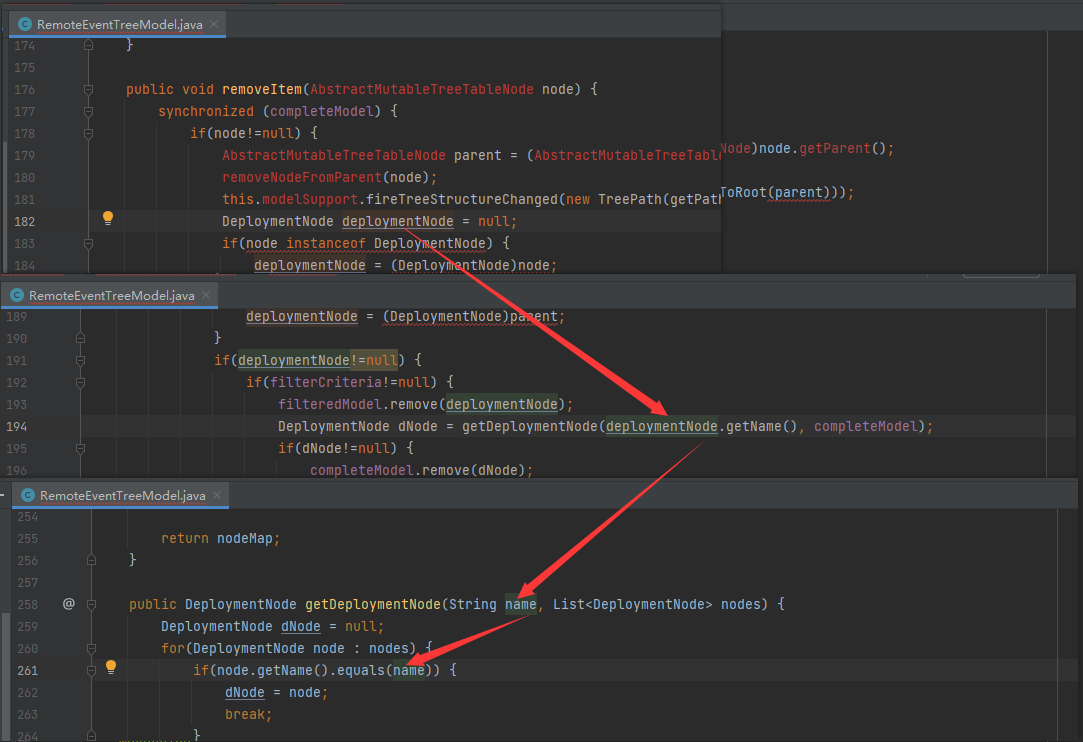 RemoteEventTreeModel.java
174 }
175
176 public void removeItem(AbstractMutableTreeTableNode node) {
177 synchronized (completeModel) {
178 if(node!=null) {
179 AbstractMutableTreeTableNode parent = (AbstractMutableTreeTabl Node)node.getParent();
180 removeNodeFromParent(node);
181 this.modelSupport.fireTreeStructureChanged(new TreePath(getPat ToRoot(parent)));
182 DeploymentNode deploymentNode = null;
183 if(node instanceof DeploymentNode) {
184 deploymentNode = (DeploymentNode)node;
RemoteEventTreeModel.java
189 deploymentNode = (DeploymentNode)parent;
190 }
191 if(deploymentNode!=null) {
192 if(filterCriteria!=null) {
193 filteredModel.remove(deploymentNode);
194 DeploymentNode dNode = getDeploymentNode(deploymentNode.getName(), completeModel);
195 if(dNode!=null) {
196 completeModel.remove(dNode);
RemoteEventTreeModel.java
254
255 return nodeMap;
256 }
257
258 @ public DeploymentNode getDeploymentNode(String name, List<DeploymentNode> nodes) {
259 DeploymentNode dNode = null;
260 for(DeploymentNode node : nodes) {
261 if(node.getName().equals(name)) {
262 dNode = node;
263 break;
264 }